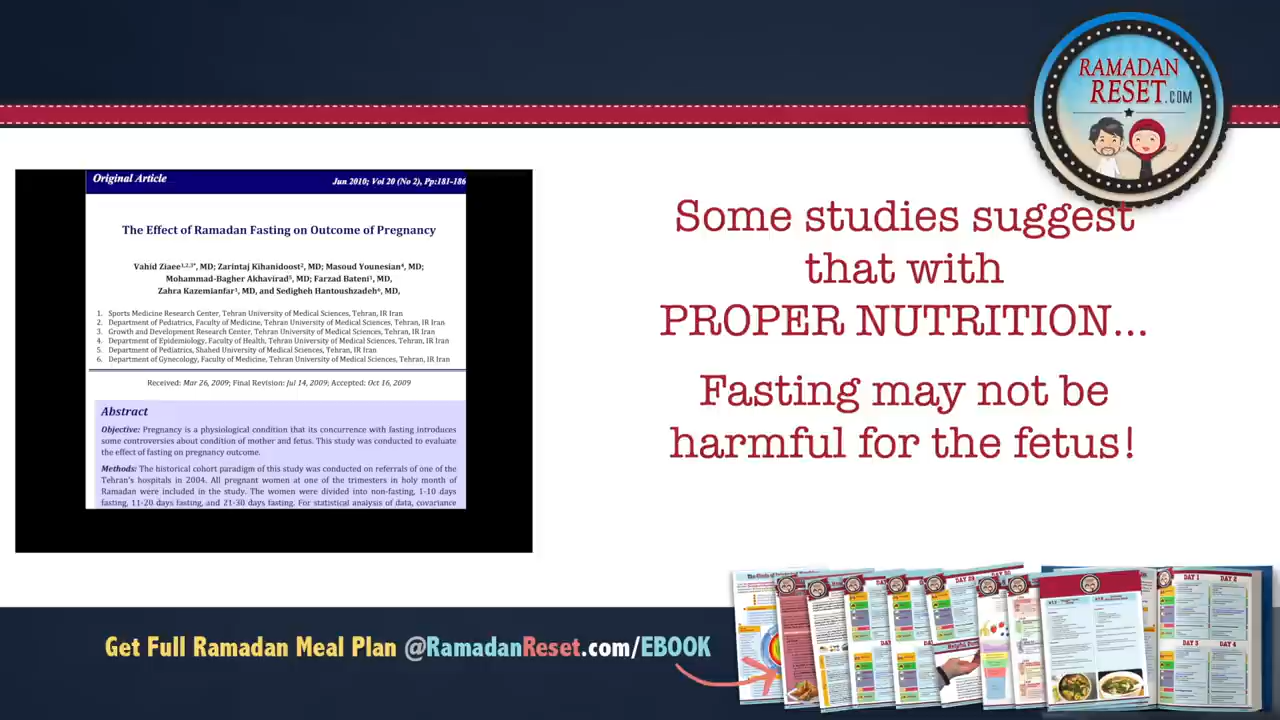 RAMADAN
RESET.COM
Original Article
Jun 2010; Vol 20 (No 2), Pp:181-186
The Effect of Ramadan Fasting on Outcome of Pregnancy
Vahid Ziaee1,2,3*, MD; Zarintaj Kihanidoost2, MD; Masoud Younesian4, MD;
Mohammad-Bagher Akhavirad5, MD; Farzad Bateni3, MD,
Zahra Kazemianfar1, MD, and Sedigheh Hantoushzadeh6, MD,
1. Sports Medicine Research Center, Tehran University of Medical Sciences, Tehran, IR Iran
2. Department of Pediatrics, Faculty of Medicine, Tehran University of Medical Sciences, Tehran, IR Iran
3. Growth and Development Research Center, Tehran University of Medical Sciences, Tehran, IR Iran
4. Department of Epidemiology, Faculty of Health, Tehran University of Medical Sciences, Tehran, IR Iran
5. Department of Pediatrics, Shahed University of Medical Sciences, Tehran, IR Iran
6. Department of Gynecology, Faculty of Medicine, Tehran University of Medical Sciences, Tehran, IR Iran
Received: Mar 26, 2009; Final Revision: Jul 14, 2009; Accepted: Oct 16, 2009
Abstract
Objective: Pregnancy is a physiological condition that its concurrence with fasting introduces
some controversies about condition of mother and fetus. This study was conducted to evaluate
the effect of fasting on pregnancy outcome.
Methods: The historical cohort paradigm of this study was conducted on referrals of one of the
Tehran's hospitals in 2004. All pregnant women at one of the trimesters in holy month of
Ramadan were included in the study. The women were divided into non-fasting, 1-10 days
fasting, 11-20 days fasting, and 21-30 days fasting. For statistical analysis of data, covariance
Some studies suggest
that with
PROPER NUTRITION...
Fasting may not be
harmful for the fetus!
Get Full Ramadan Meal Plan @RamadanReset.com/EBOOK
DAY 1
DAY 2
DAY 3
DAY 4